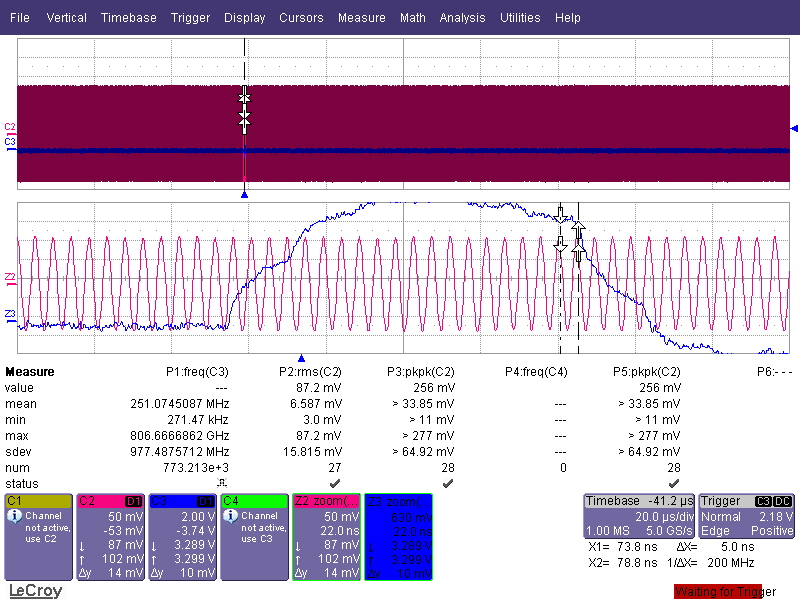 File Vertical Timebase Trigger Display Cursors Measure Math Analysis Utilities Help
C2
C3
Z2
Z3
Measure P1:freq(C3) P2:rms(C2) P3:pkpk(C2) P4:freq(C4) P5:pkpk(C2) P6:- - -
value --- 87.2 mV 256 mV 256 mV
mean 251.0745087 MHz 6.587 mV > 33.85 mV --- > 33.85 mV
min 271.47 kHz 3.0 mV > 11 mV --- > 11 mV
max 806.6666862 GHz 87.2 mV > 277 mV --- > 277 mV
sdev 977.4875712 MHz 15.815 mV > 64.92 mV --- > 64.92 mV
num 773.213e+3 27 28 0 28
status
C1 C2 D1 C3 D1 C4 Z2 zoom(... Z3 zoom(... Timebase -41.2 µs Trigger C3 DC
Channel not active, use C2
50 mV
-53 mV
87 mV
102 mV
Δy 14 mV
2.00 V
-3.74 V
3.289 V
3.299 V
Δy 10 mV
Channel not active, use C3
50 mV
22.0 ns
87 mV
102 mV
Δy 14 mV
3.289 V
3.299 V
Δy 10 mV
20.0 µs/div
1.00 MS 5.0 GS/s
Normal 2.18 V
Edge Positive
X1= 73.8 ns ΔX= 5.0 ns
X2= 78.8 ns 1/ΔX= 200 MHz
LeCroy
Waiting for Trigger